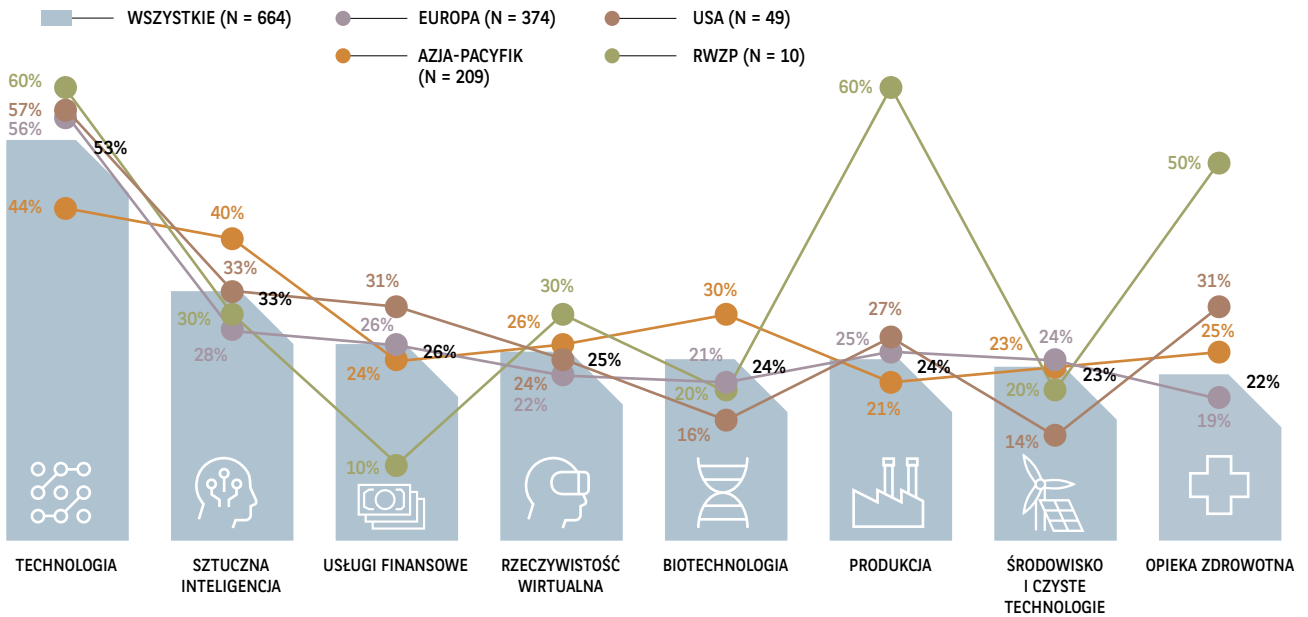 WSZYSTKIE (N = 664)
EUROPA (N = 374)
USA (N = 49)
AZJA-PACYFIK
(N = 209)
RWZP (N = 10)
60%
57%
56%
53%
44%
40%
33%
33%
30%
28%
31%
26%
26%
24%
10%
30%
26%
25%
24%
22%
30%
21%
24%
20%
16%
60%
27%
25%
24%
21%
23%
24%
23%
20%
14%
50%
31%
25%
22%
19%
TECHNOLOGIA
SZTUCZNA
INTELIGENCJA
USŁUGI FINANSOWE
RZECZYWISTOŚĆ
WIRTUALNA
BIOTECHNOLOGIA
PRODUKCJA
ŚRODOWISKO
I CZYSTE
TECHNOLOGIE
OPIEKA ZDROWOTNA